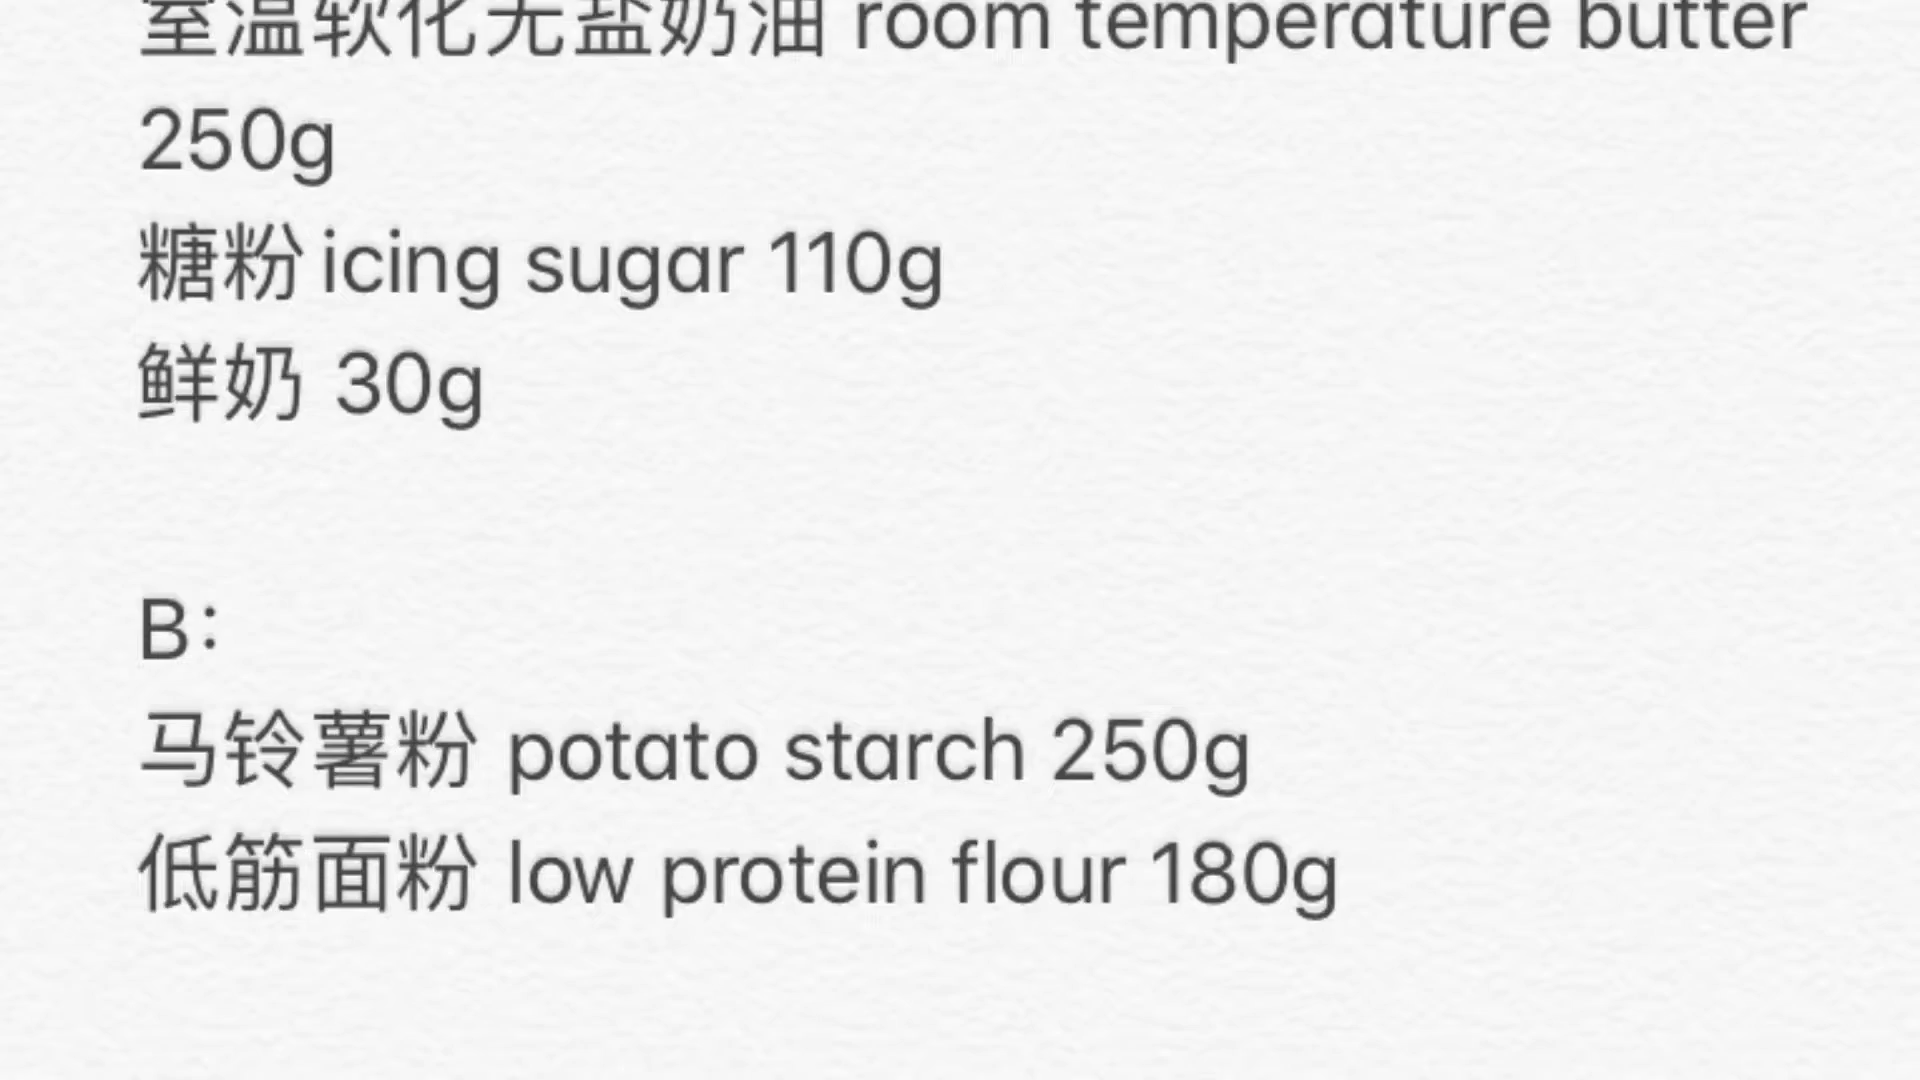 室温软化无盐奶油 room temperature butter
250g
糖粉 icing sugar 110g
鲜奶 30g
B：
马铃薯粉 potato starch 250g
低筋面粉 low protein flour 180g